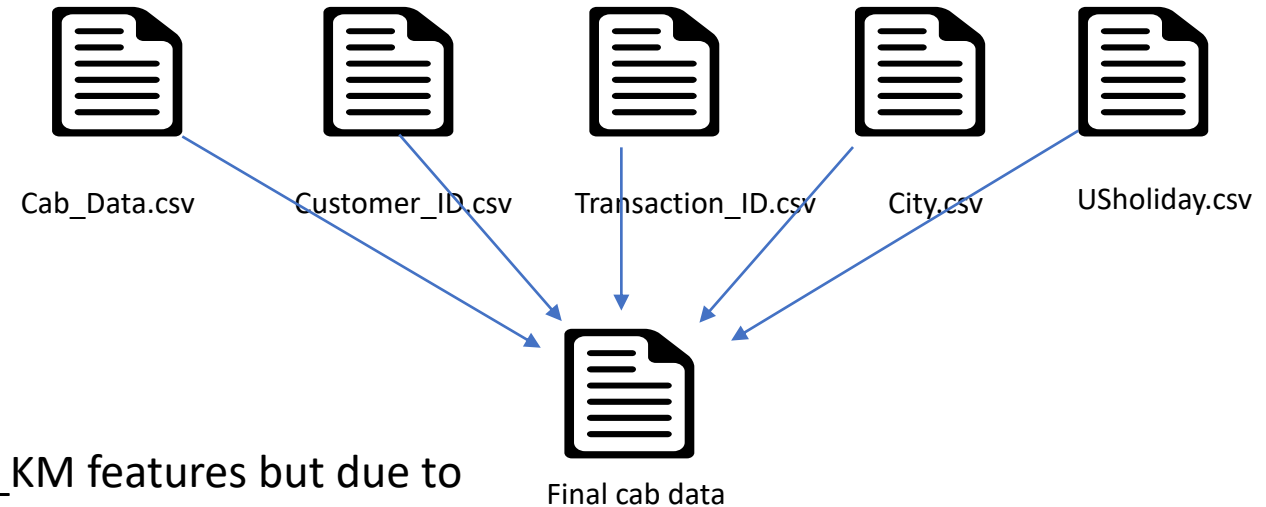 Cab_Data.csv
Customer_ID.csv
Transaction_ID.csv
City.csv
USholiday.csv
_KM features but due to
Final cab data